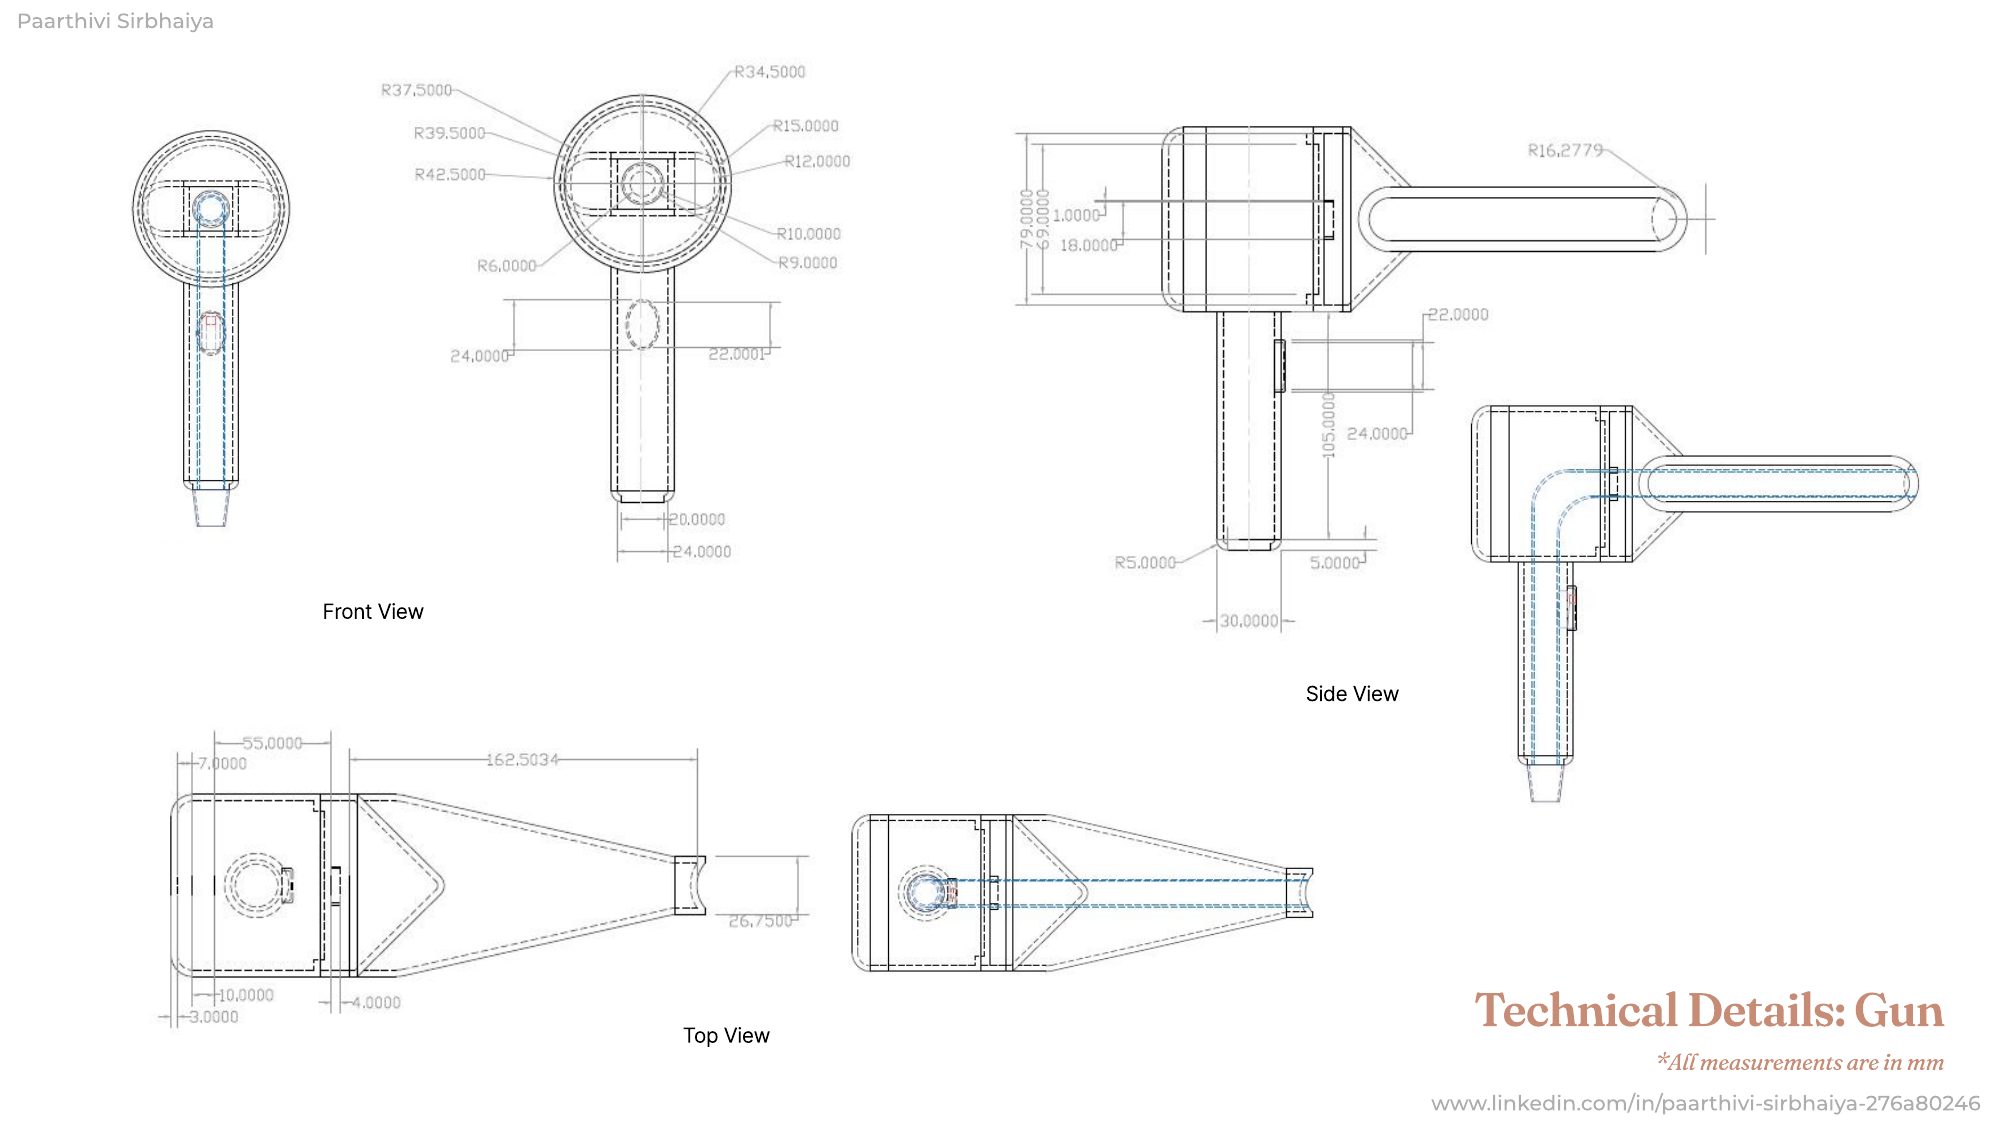 Paarthivi Sirbhaiya
R34,5000
R37,5000
R39,5000
R15,0000
R12,0000
R42,5000
R10,0000
R6,0000
R9,0000
24,0000
22,0001
20,0000
24,0000
Front View
R16,2779
79,0000
69,0000
1,0000
18,0000
22,0000
105,0000
24,0000
R5,0000
5,0000
30,0000
Side View
55,0000
7,0000
162,5034
26,7500
10,0000
4,0000
3,0000
Top View
Technical Details: Gun
*All measurements are in mm
www.linkedin.com/in/paarthivi-sirbhaiya-276a80246